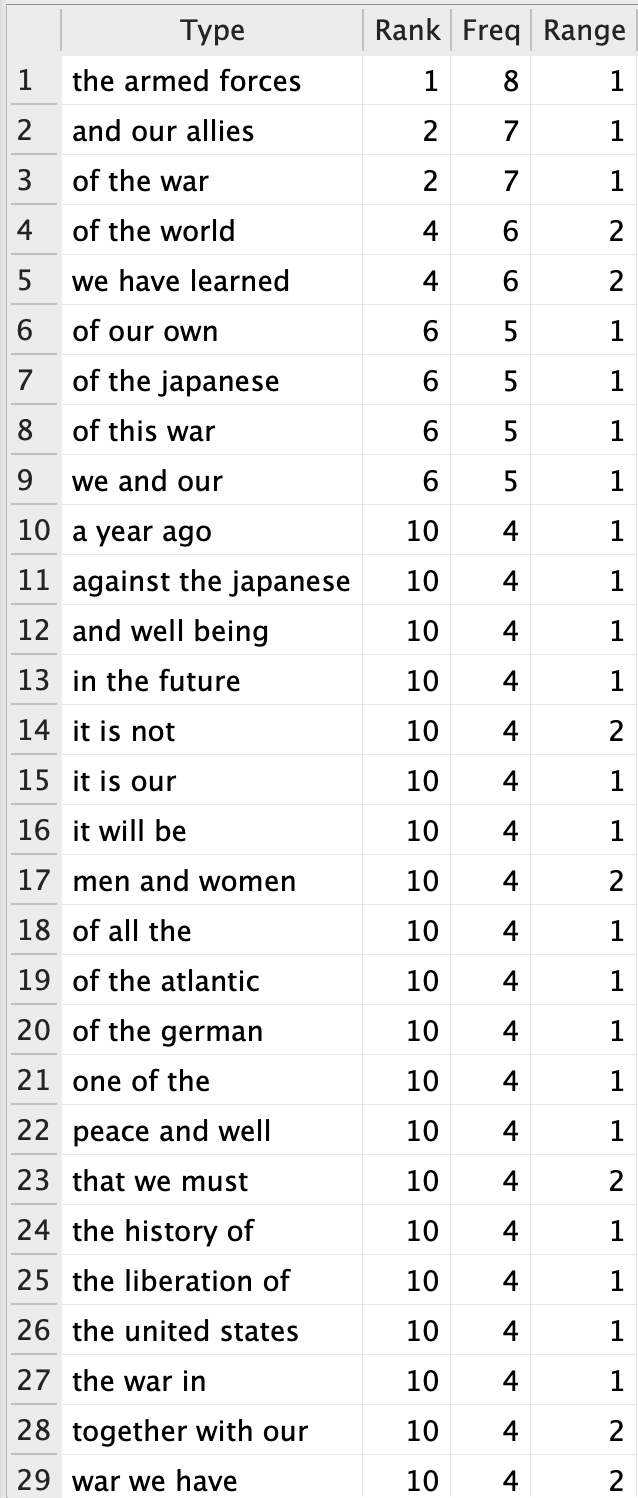 Type Rank Freq Range
1 the armed forces 1 8 1
2 and our allies 2 7 1
3 of the war 2 7 1
4 of the world 4 6 2
5 we have learned 4 6 2
6 of our own 6 5 1
7 of the japanese 6 5 1
8 of this war 6 5 1
9 we and our 6 5 1
10 a year ago 10 4 1
11 against the japanese 10 4 1
12 and well being 10 4 1
13 in the future 10 4 1
14 it is not 10 4 2
15 it is our 10 4 1
16 it will be 10 4 1
17 men and women 10 4 2
18 of all the 10 4 1
19 of the atlantic 10 4 1
20 of the german 10 4 1
21 one of the 10 4 1
22 peace and well 10 4 1
23 that we must 10 4 2
24 the history of 10 4 1
25 the liberation of 10 4 1
26 the united states 10 4 1
27 the war in 10 4 1
28 together with our 10 4 2
29 war we have 10 4 2